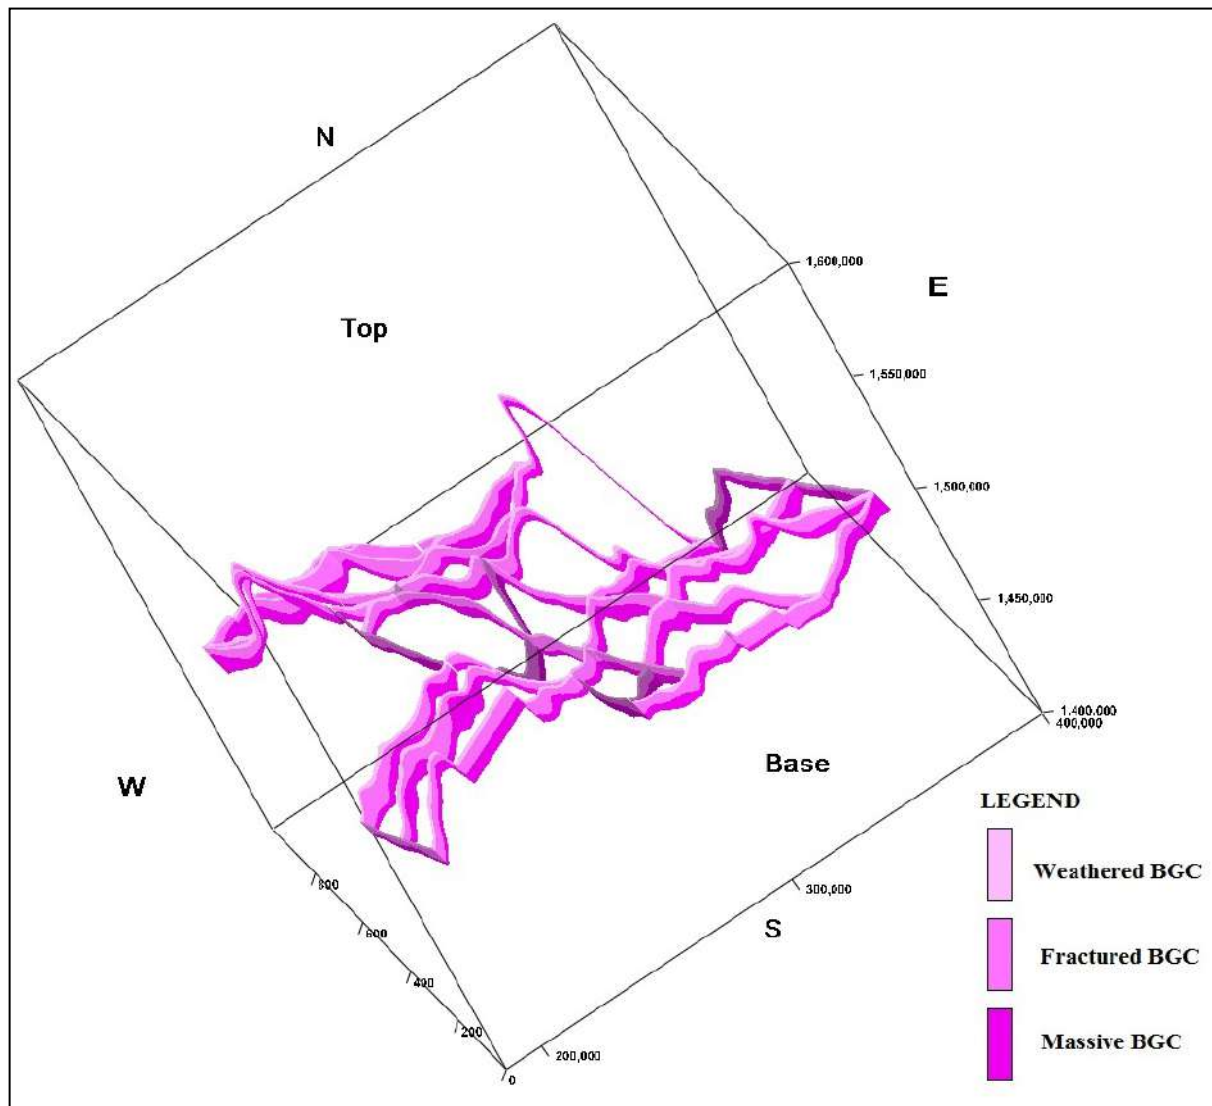 N
1,600,000
E
Top
1,550,000
1,500,000
1,450,000
1,400,000
400,000
W
Base
LEGEND
Weathered BGC
800
300,000
S
600
Fractured BGC
400
200
200,000
Massive BGC
0